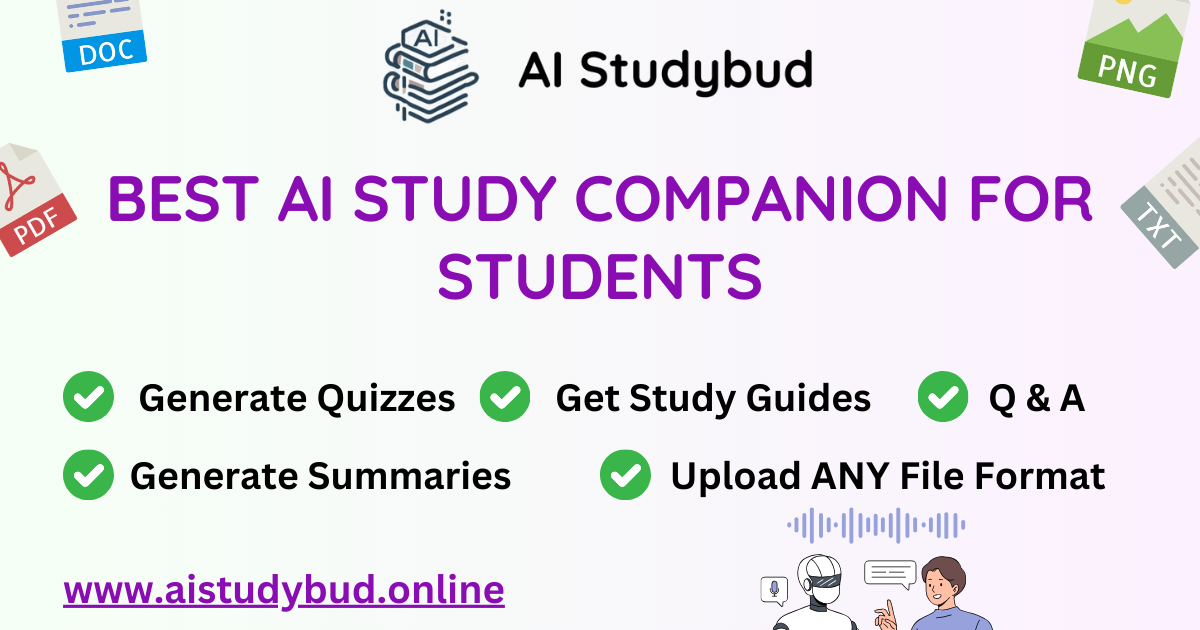 DOC
AI
AI Studybud
PNG
PDF
TXT
BEST AI STUDY COMPANION FOR
STUDENTS
Generate Quizzes
Get Study Guides
Q & A
Generate Summaries
Upload ANY File Format
www.aistudybud.online